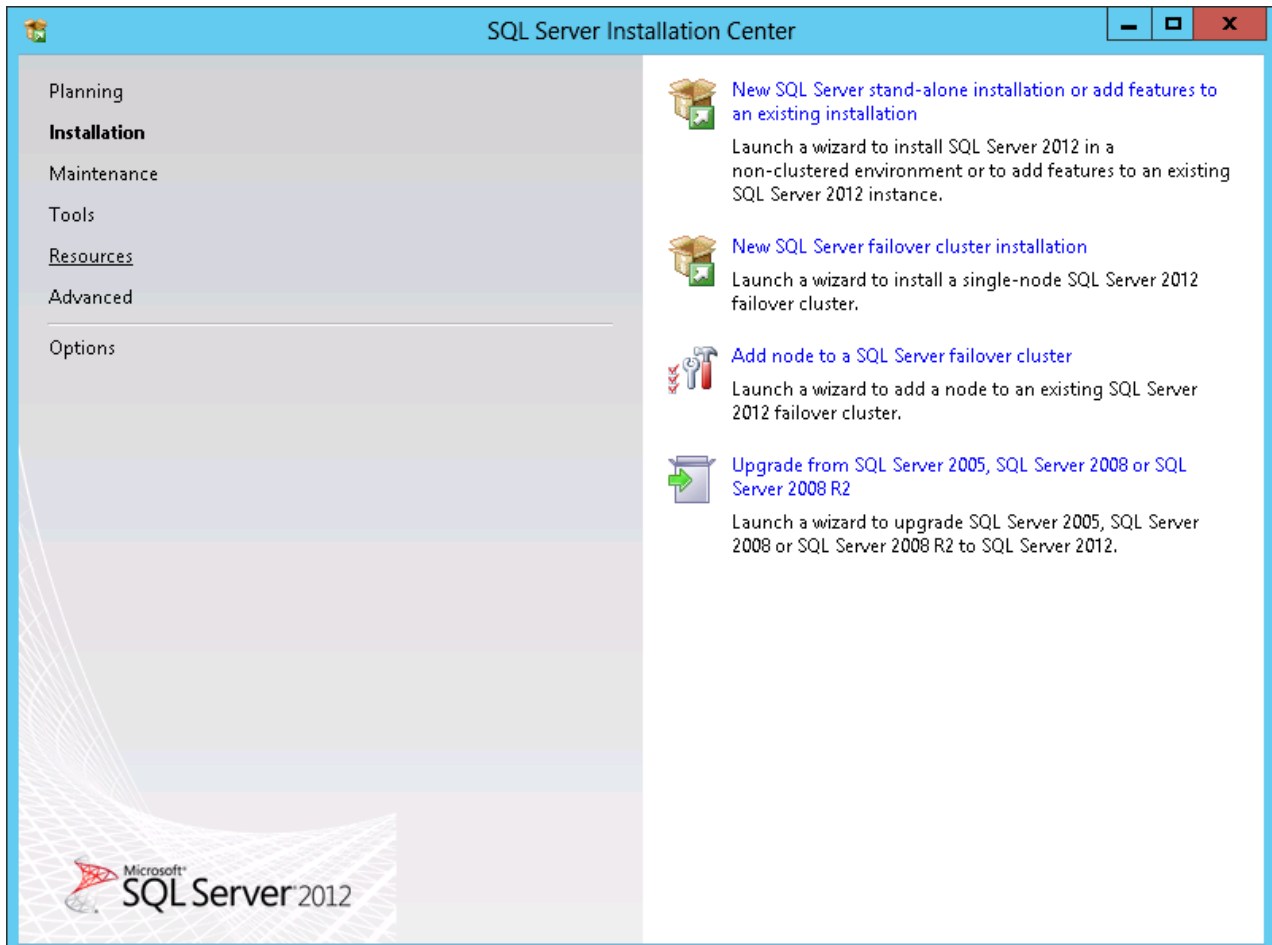 SQL Server Installation Center
Planning
Installation
Maintenance
Tools
Resources
Advanced
Options
New SQL Server stand-alone installation or add features to
an existing installation
Launch a wizard to install SQL Server 2012 in a
non-clustered environment or to add features to an existing
SQL Server 2012 instance.
New SQL Server failover cluster installation
Launch a wizard to install a single-node SQL Server 2012
failover cluster.
Add node to a SQL Server failover cluster
Launch a wizard to add a node to an existing SQL Server
2012 failover cluster.
Upgrade from SQL Server 2005, SQL Server 2008 or SQL
Server 2008 R2
Launch a wizard to upgrade SQL Server 2005, SQL Server
2008 or SQL Server 2008 R2 to SQL Server 2012.
Microsoft®
SQL Server 2012